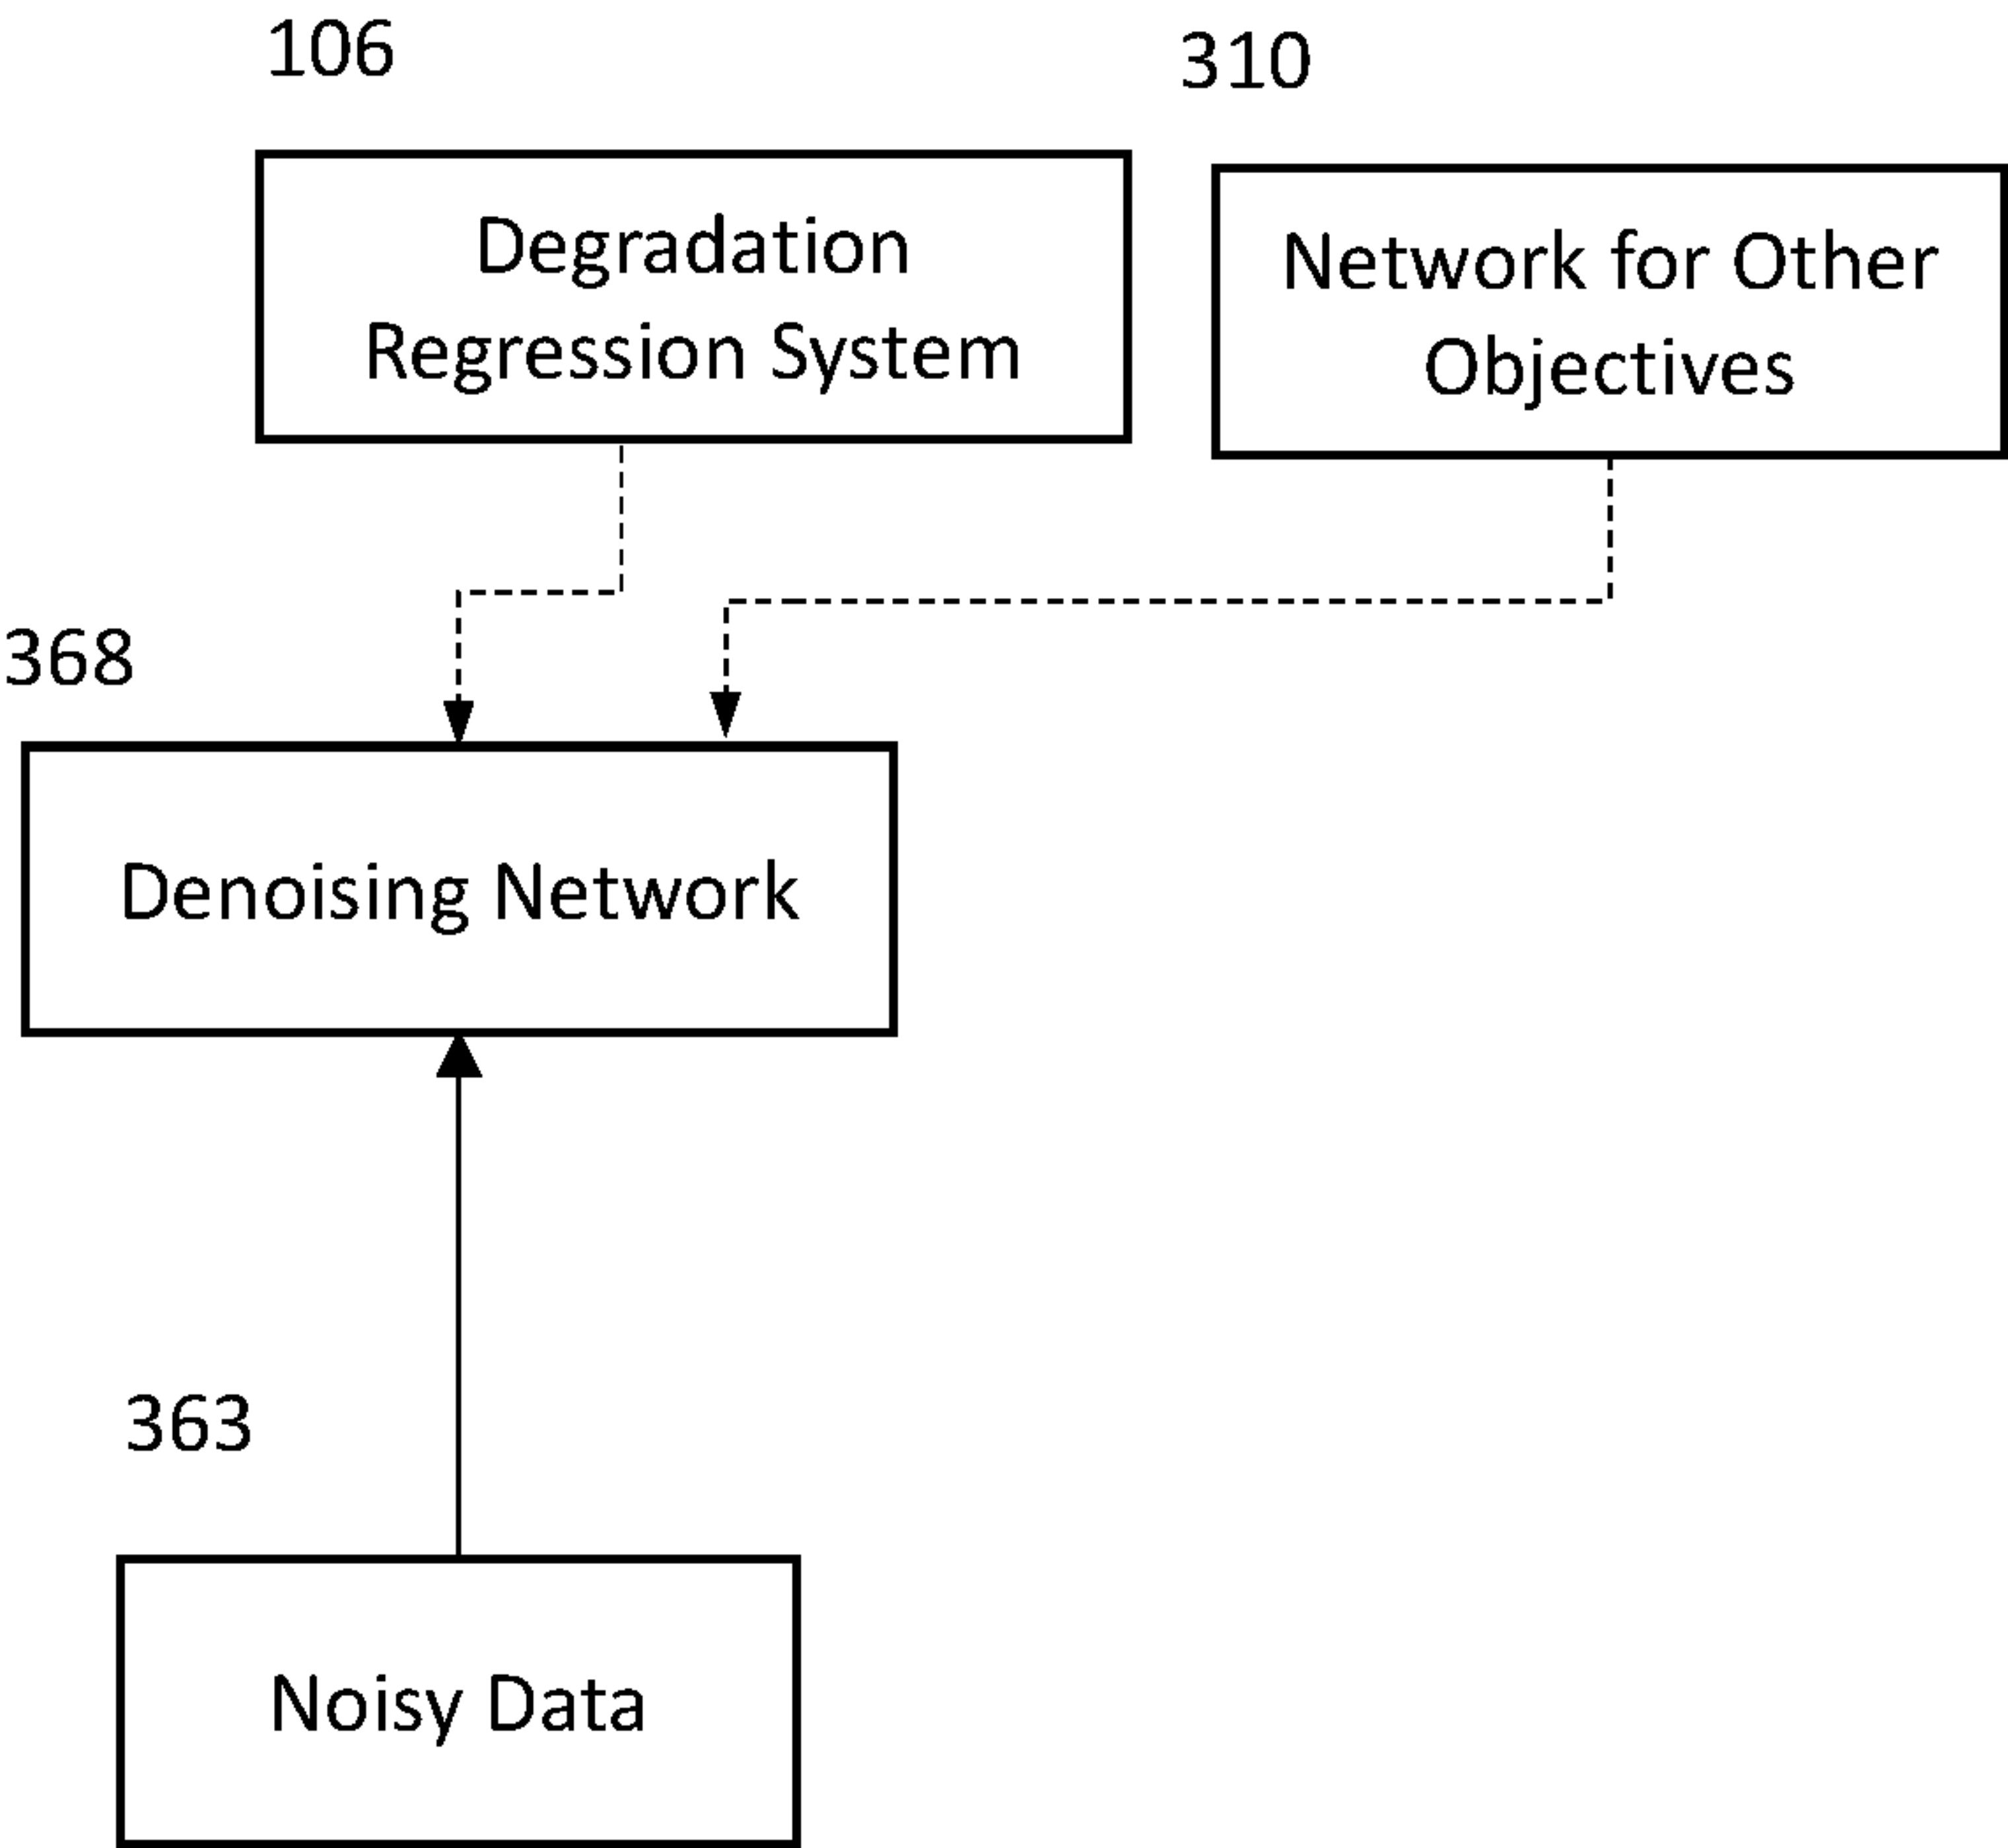 106
310
Degradation
Regression System
Network for Other
Objectives
368
Denoising Network
363
Noisy Data